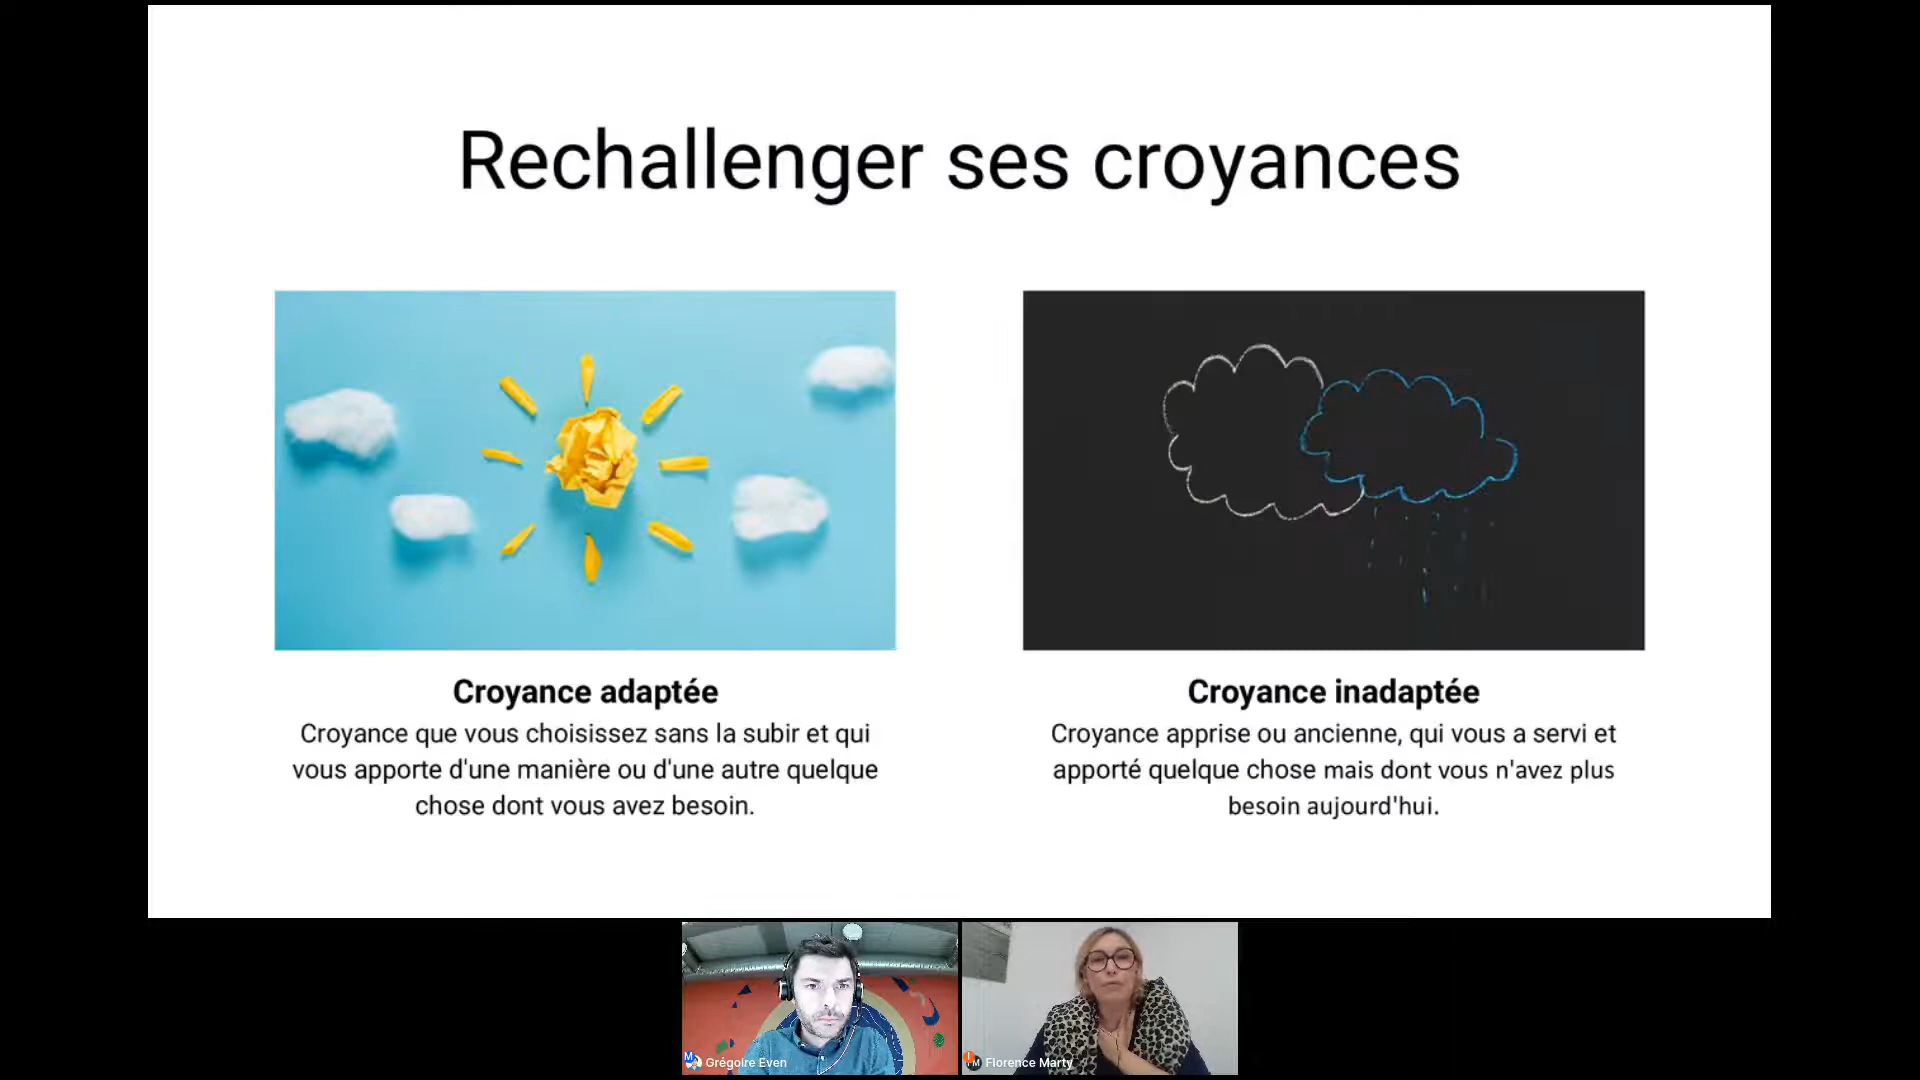 Rechallenger ses croyances
Croyance adaptée
Croyance que vous choisissez sans la subir et qui
vous apporte d'une manière ou d'une autre quelque
chose dont vous avez besoin.
Croyance inadaptée
Croyance apprise ou ancienne, qui vous a servi et
apporté quelque chose mais dont vous n'avez plus
besoin aujourd'hui.
Grégoire Even
Florence Marty